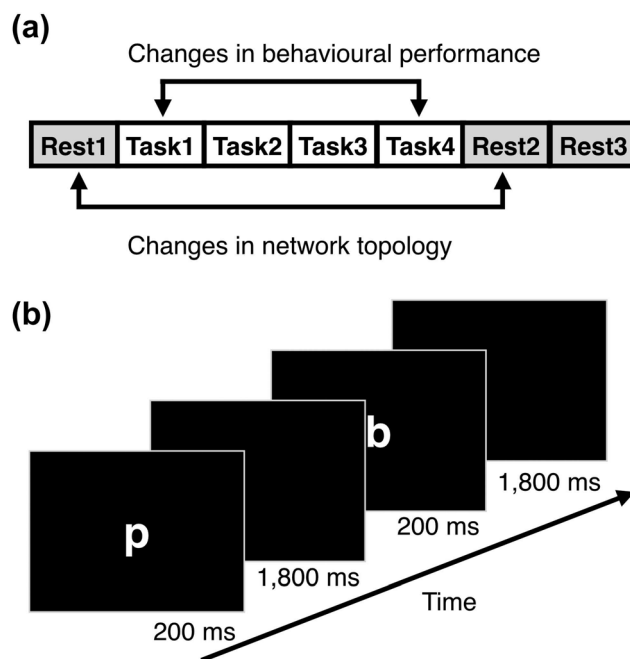 (a)
Changes in behavioural performance
Rest1 Task1 Task2 Task3 Task4 Rest2 Rest3
Changes in network topology
(b)
p
200 ms
1,800 ms
b
200 ms
1,800 ms
Time